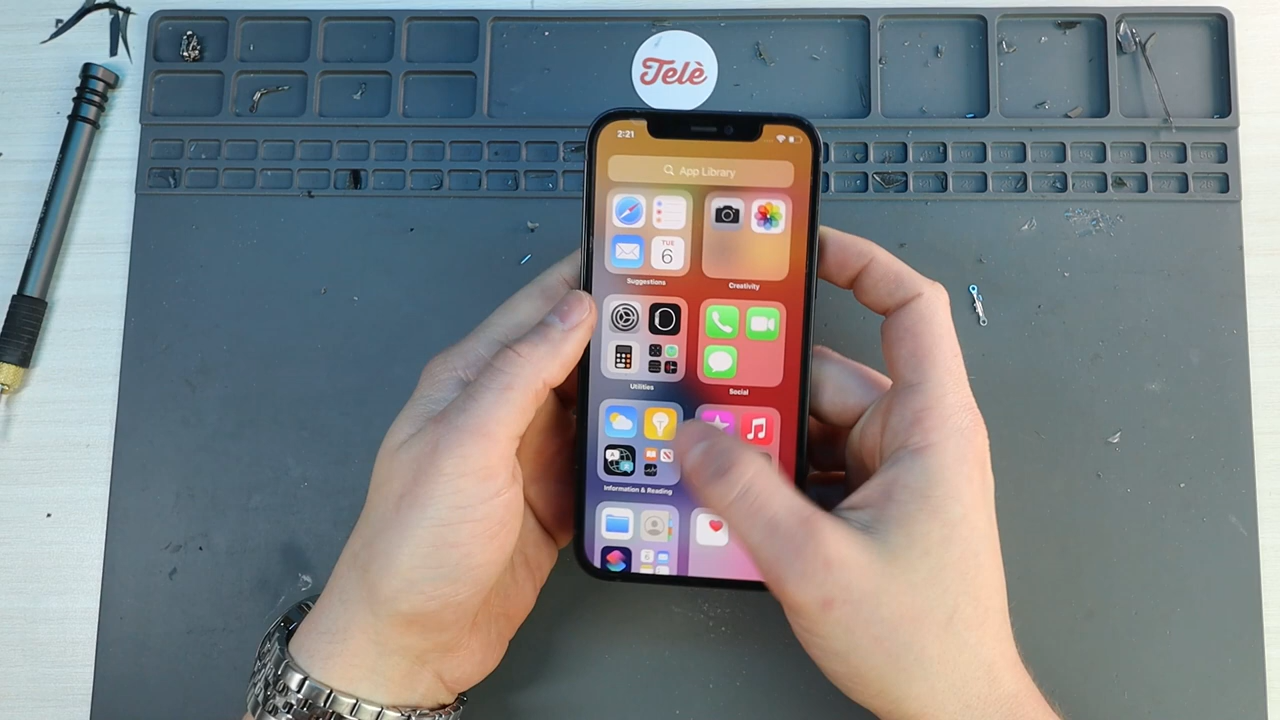 Telè
2:21
App Library
TUE
6
Suggestions
Creativity
Utilities
Social
Information & Reading